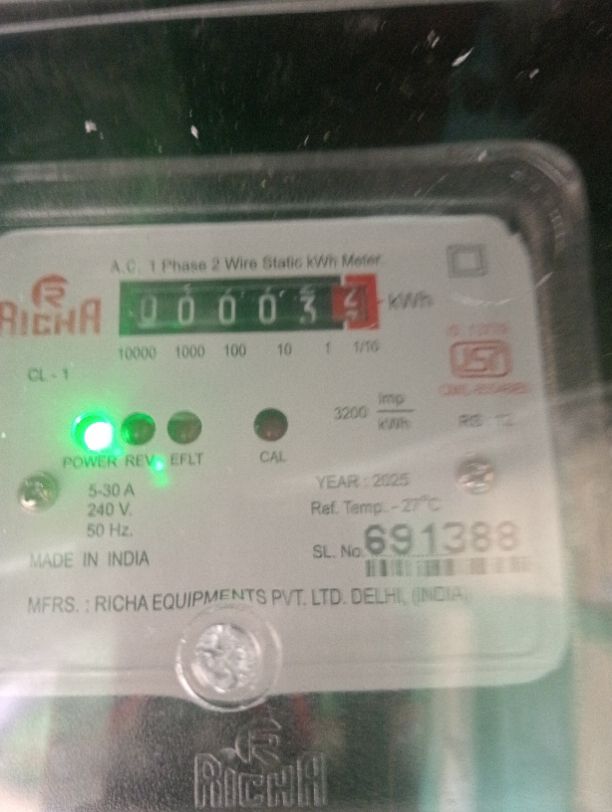 A.C. 1 Phase 2 Wire Static kWh Meter
RICHA
0 0 0 0 3
kWh
10000 1000 100 10 1 1/10
CL - 1
ISI
3200 Imp
kWh
POWER REV EFLT CAL
5-30 A
240 V.
50 Hz.
YEAR : 2025
Ref. Temp. - 27°C
SL. No. 691388
MADE IN INDIA
MFRS. : RICHA EQUIPMENTS PVT. LTD. DELHI, (INDIA)
RICHA